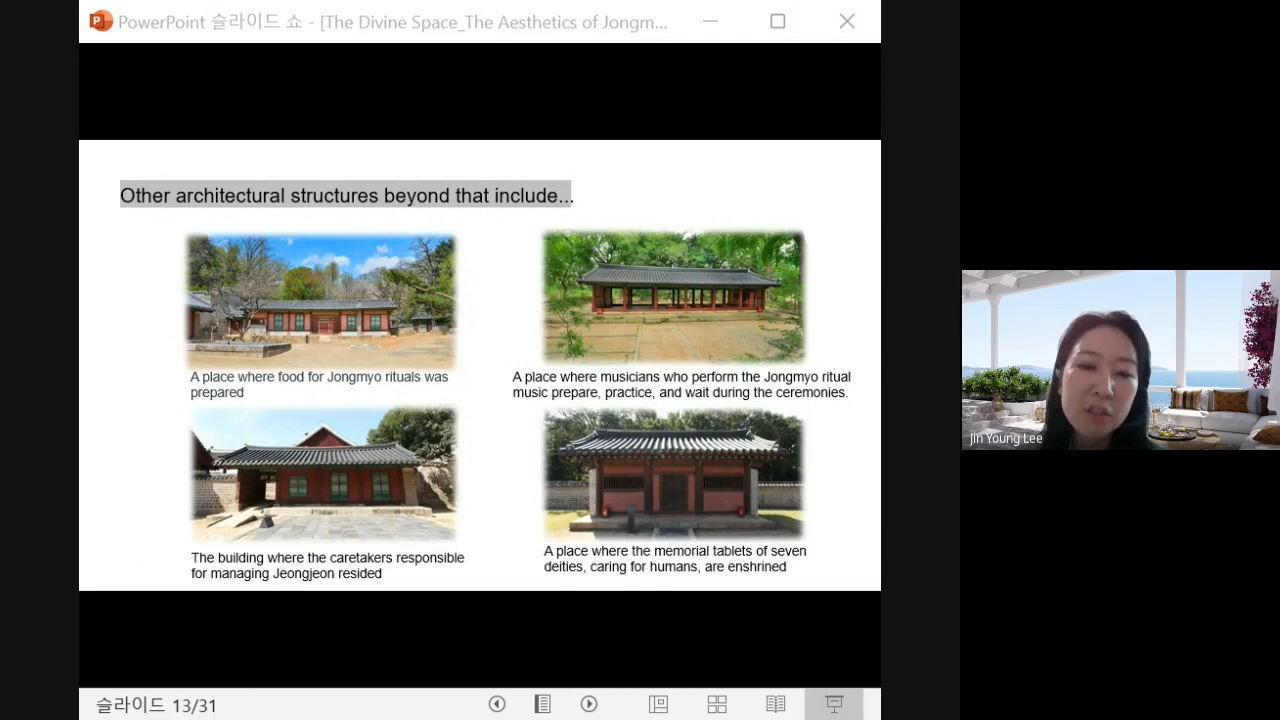 PowerPoint 슬라이드 쇼 - [The Divine Space_The Aesthetics of Jongm...
Other architectural structures beyond that include...
A place where food for Jongmyo rituals was
prepared
A place where musicians who perform the Jongmyo ritual
music prepare, practice, and wait during the ceremonies.
The building where the caretakers responsible
for managing Jeongjeon resided
A place where the memorial tablets of seven
deities, caring for humans, are enshrined
Jin Young Lee
슬라이드 13/31